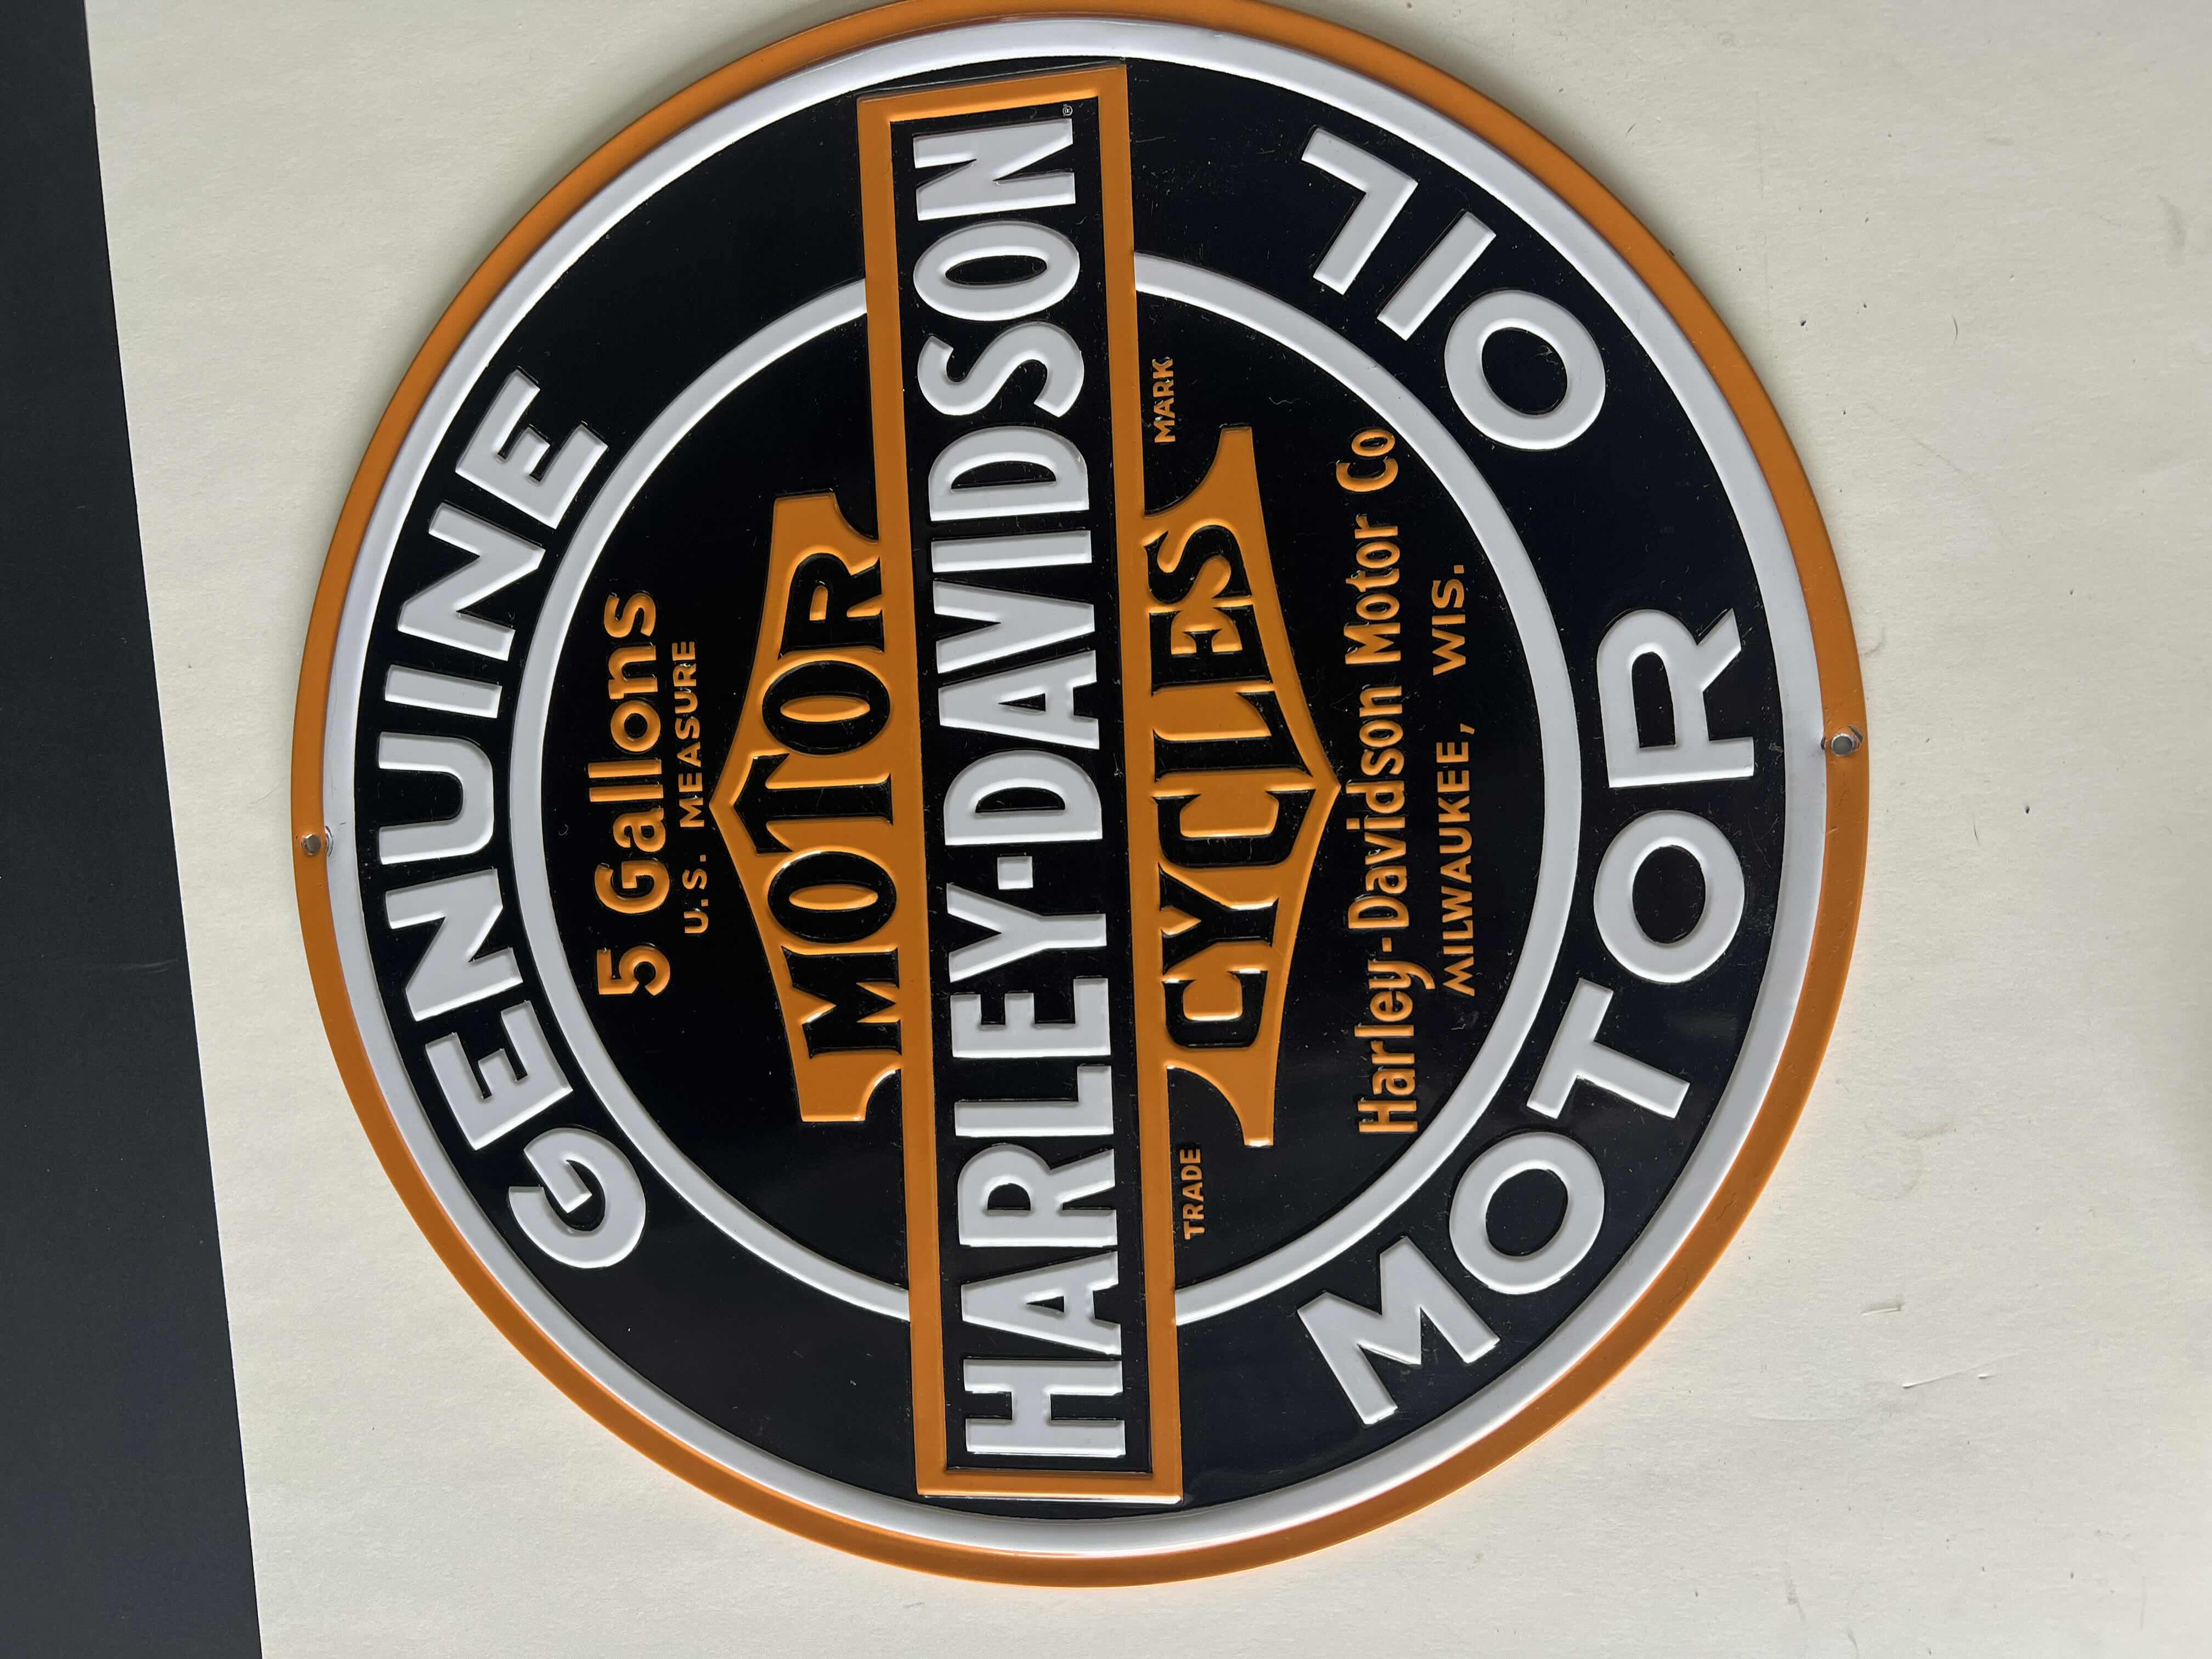 GENUINE
5 Gallons
U.S. MEASURE
MOTOR
HARLEY-DAVIDSON®
TRADE MARK
CYCLES
Harley-Davidson Motor Co
MILWAUKEE, WIS.
MOTOR OIL